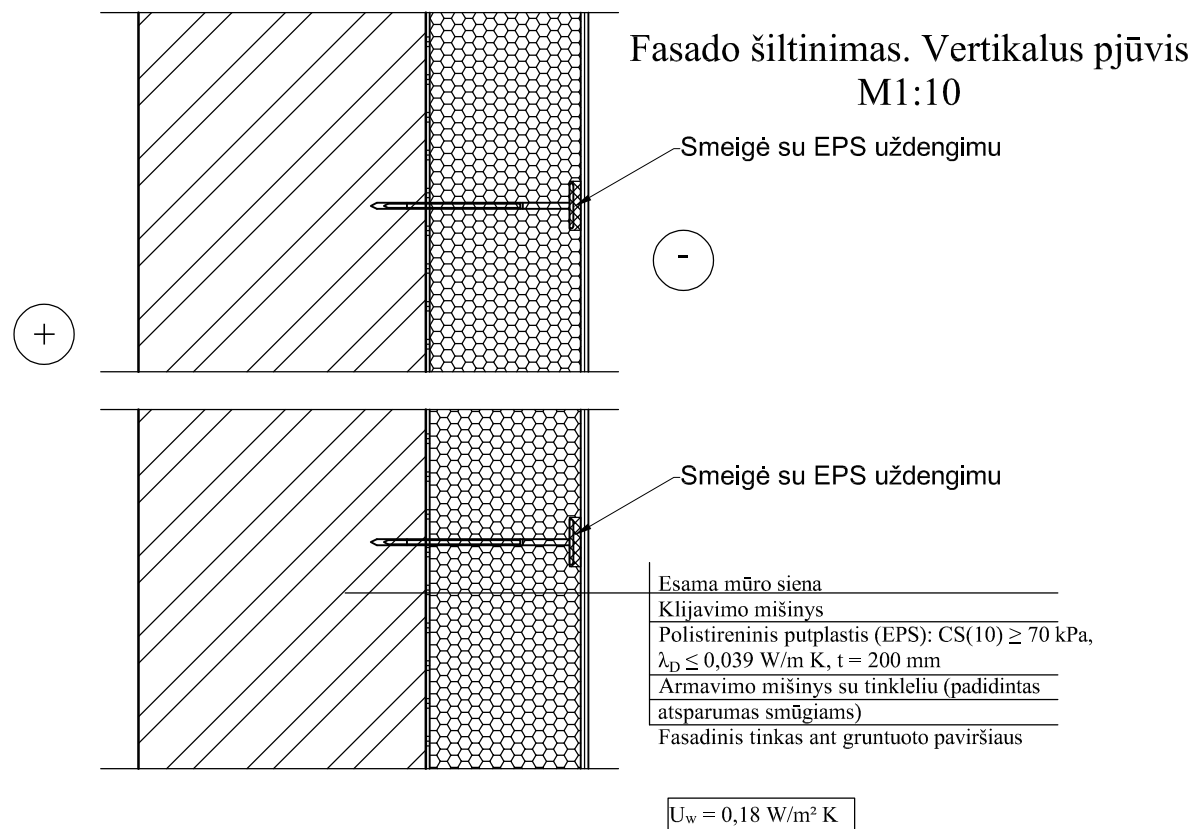 Fasado šiltinimas. Vertikalus pjūvis
M1:10
Smeigė su EPS uždengimu
-
+
Smeigė su EPS uždengimu
Esama mūro siena
Klijavimo mišinys
Polistireninis putplastis (EPS): CS(10) ≥ 70 kPa,
λD ≤ 0,039 W/m K, t = 200 mm
Armavimo mišinys su tinkleliu (padidintas
atsparumas smūgiams)
Fasadinis tinkas ant gruntuoto paviršiaus
Uw = 0,18 W/m² K